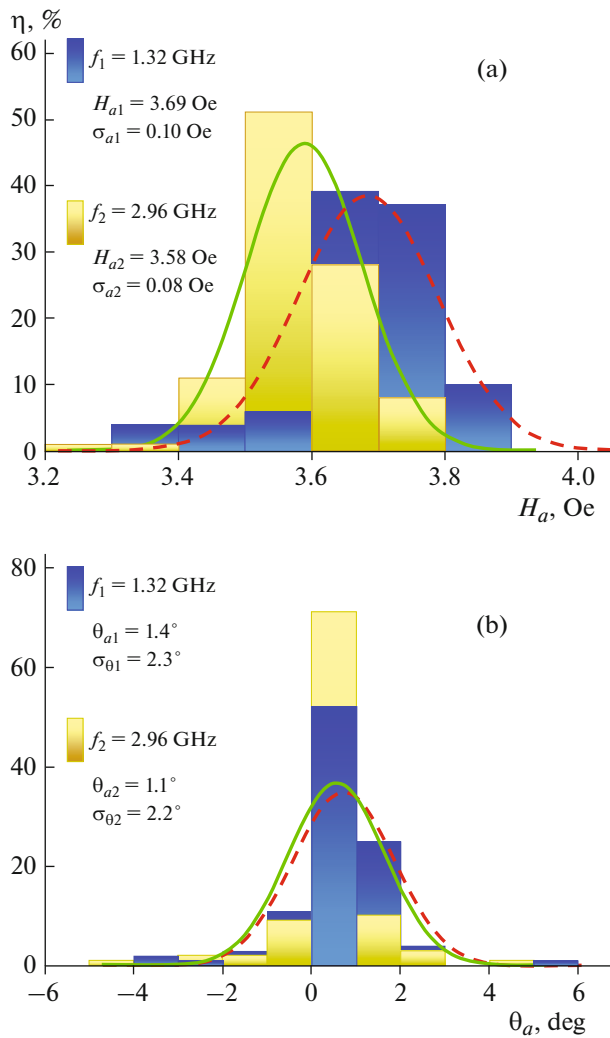 η, %
60
50
40
30
20
10
0
f1 = 1.32 GHz
Ha1 = 3.69 Oe
σa1 = 0.10 Oe
f2 = 2.96 GHz
Ha2 = 3.58 Oe
σa2 = 0.08 Oe
(a)
3.2 3.4 3.6 3.8 4.0
Ha, Oe
80
60
40
20
0
f1 = 1.32 GHz
θa1 = 1.4°
σθ1 = 2.3°
f2 = 2.96 GHz
θa2 = 1.1°
σθ2 = 2.2°
(b)
−6 −4 −2 0 2 4 6
θa, deg